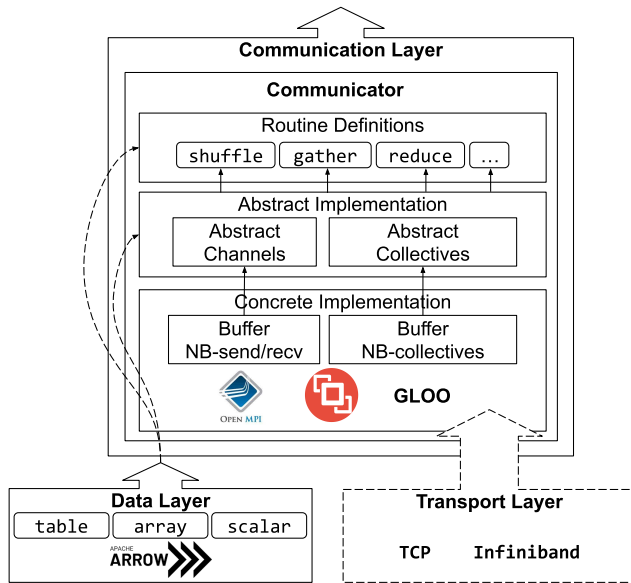 Communication Layer
Communicator
Routine Definitions
shuffle gather reduce ...
Abstract Implementation
Abstract
Channels
Abstract
Collectives
Concrete Implementation
Buffer
NB-send/recv
Buffer
NB-collectives
OPEN MPI
GLOO
Data Layer
table array scalar
APACHE
ARROW
Transport Layer
TCP Infiniband